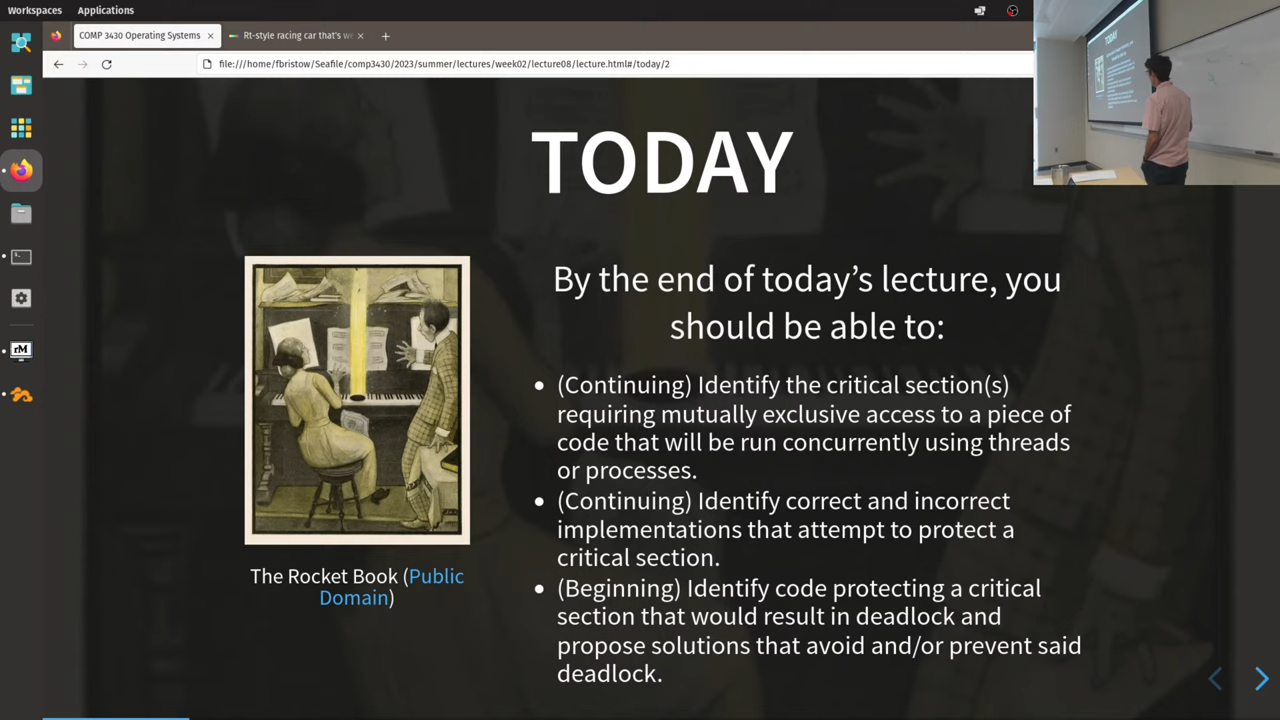 Workspaces Applications
COMP 3430 Operating Systems
Rt-style racing car that's we
file:///home/fbristow/Seafile/comp3430/2023/summer/lectures/week02/lecture08/lecture.html#/today/2
TODAY
By the end of today’s lecture, you
should be able to:
• (Continuing) Identify the critical section(s)
requiring mutually exclusive access to a piece of
code that will be run concurrently using threads
or processes.
• (Continuing) Identify correct and incorrect
implementations that attempt to protect a
critical section.
• (Beginning) Identify code protecting a critical
section that would result in deadlock and
propose solutions that avoid and/or prevent said
deadlock.
The Rocket Book (Public
Domain)
rM
TODAY